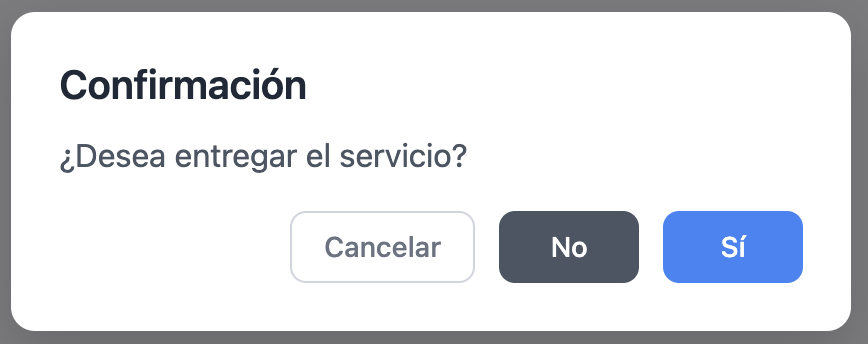 Confirmación
¿Desea entregar el servicio?
Cancelar No Sí